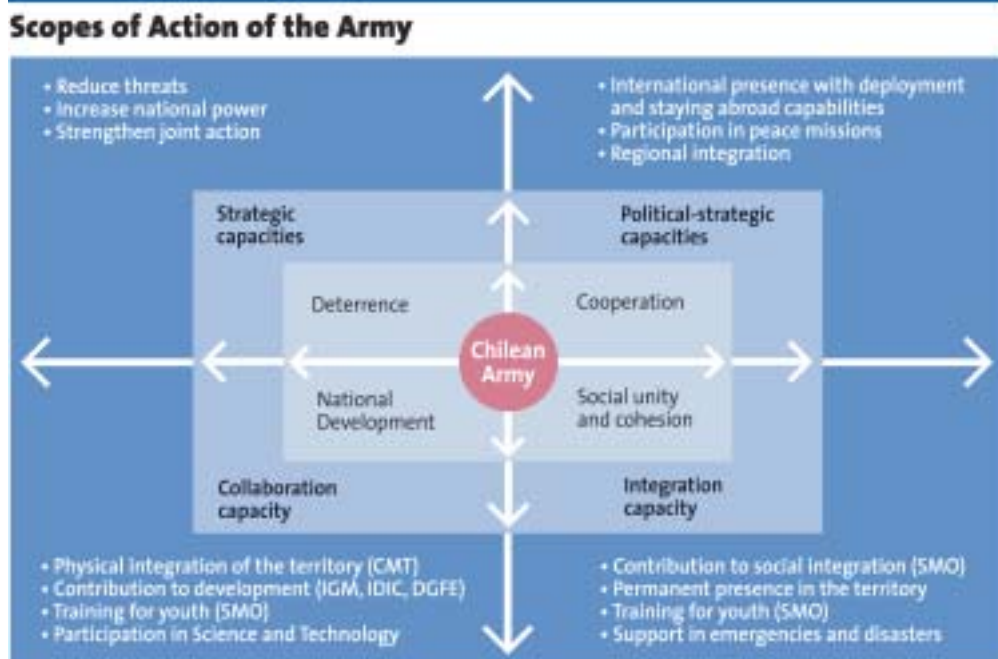 Scopes of Action of the Army
• Reduce threats
• Increase national power
• Strengthen joint action
• International presence with deployment
and staying abroad capabilities
• Participation in peace missions
• Regional integration
Strategic
capacities
Political-strategic
capacities
Deterrence
Cooperation
Chilean
Army
National
Development
Social unity
and cohesion
Collaboration
capacity
Integration
capacity
• Physical integration of the territory (CMT)
• Contribution to development (IGM, IDIC, DGFE)
• Training for youth (SMO)
• Participation in Science and Technology
• Contribution to social integration (SMO)
• Permanent presence in the territory
• Training for youth (SMO)
• Support in emergencies and disasters